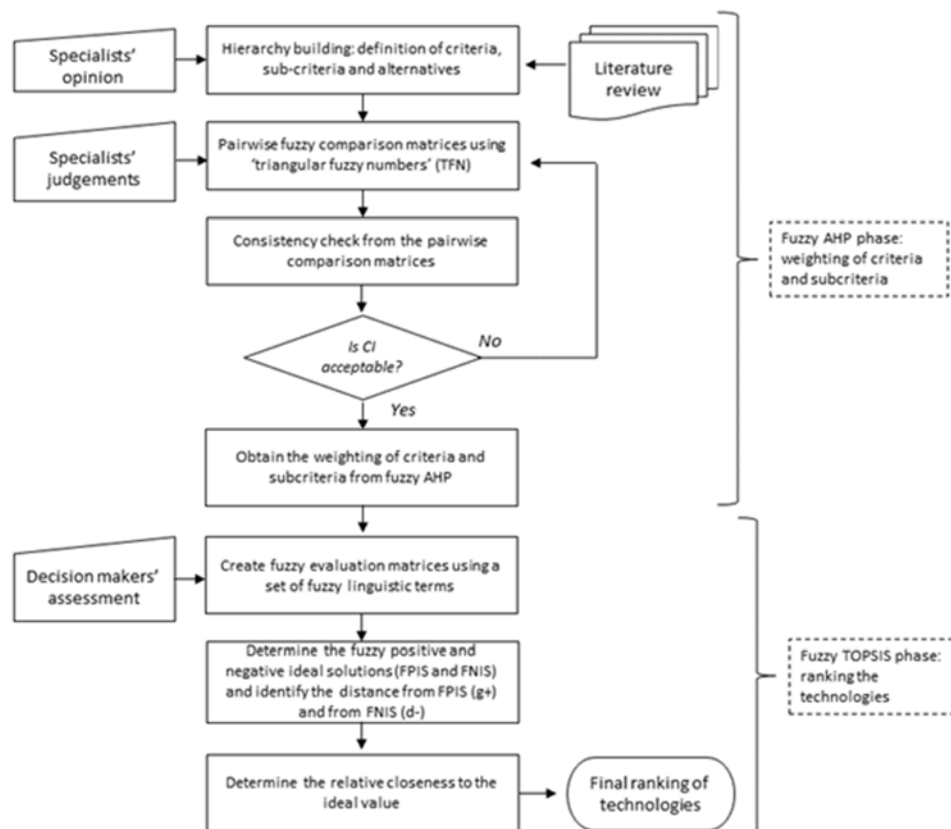 Specialists'
opinion
Hierarchy building: definition of criteria,
sub-criteria and alternatives
Literature
review
Specialists'
judgements
Pairwise fuzzy comparison matrices using
'triangular fuzzy numbers' (TFN)
Consistency check from the pairwise
comparison matrices
Fuzzy AHP phase:
weighting of criteria
and subcriteria
Is CI
acceptable?
No
Yes
Obtain the weighting of criteria and
subcriteria from fuzzy AHP
Decision makers'
assessment
Create fuzzy evaluation matrices using a
set of fuzzy linguistic terms
Determine the fuzzy positive and
negative ideal solutions (FPIS and FNIS)
and identify the distance from FPIS (g+)
and from FNIS (d-)
Fuzzy TOPSIS phase:
ranking the
technologies
Determine the relative closeness to the
ideal value
Final ranking of
technologies